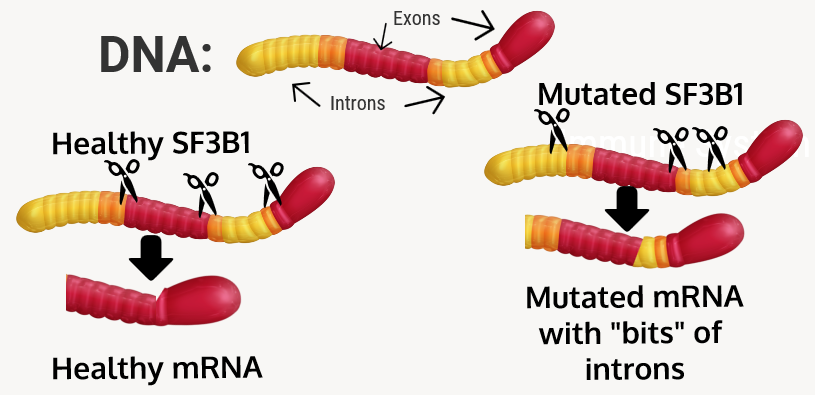 DNA:
Exons
Introns
Healthy SF3B1
Healthy mRNA
Mutated SF3B1
Mutated mRNA
with "bits" of
introns